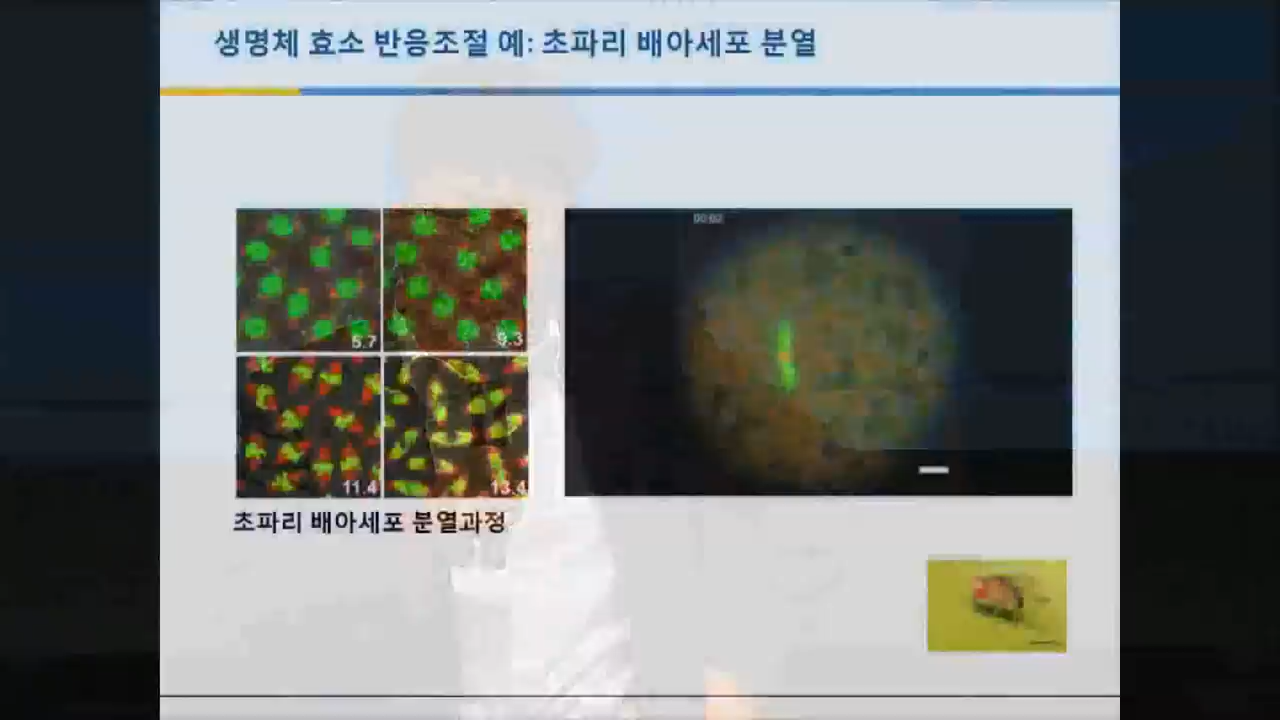 생명체 효소 반응조절 예: 초파리 배아세포 분열
00:02
5.7
9.3
11.4
13.4
초파리 배아세포 분열과정